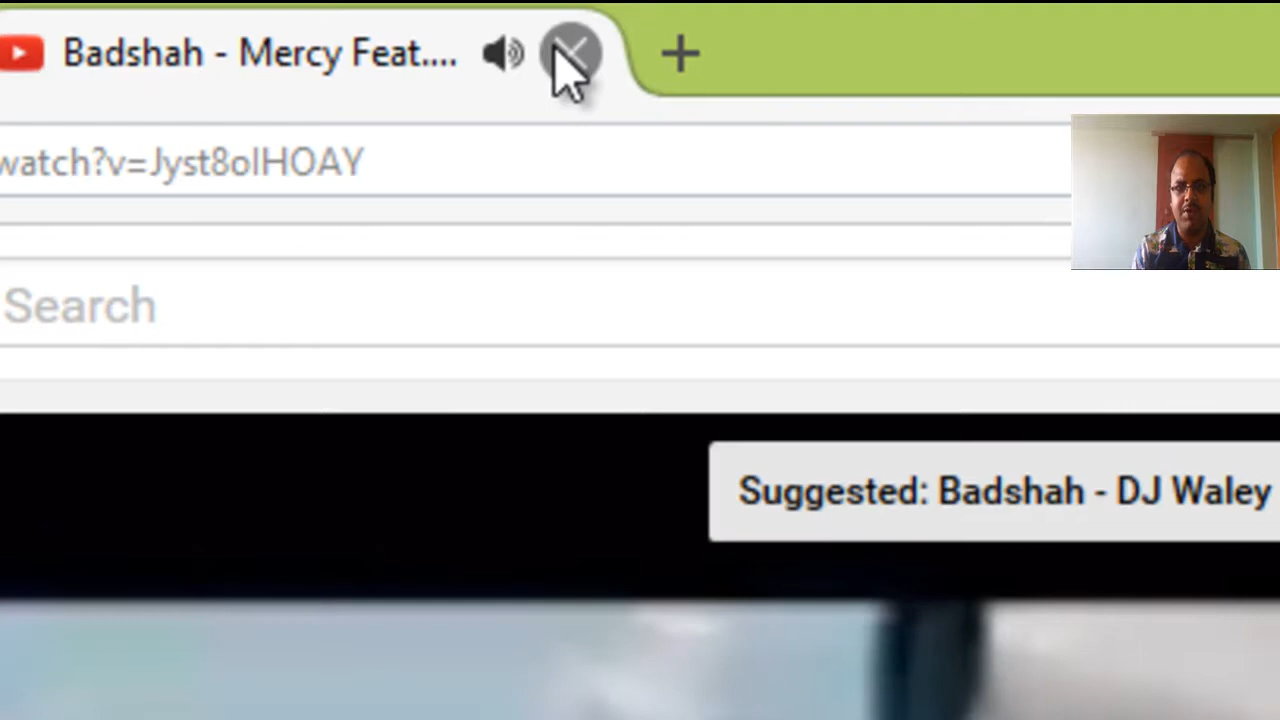 Badshah - Mercy Feat....
watch?v=Jyst8olHOAY
Search
Suggested: Badshah - DJ Waley